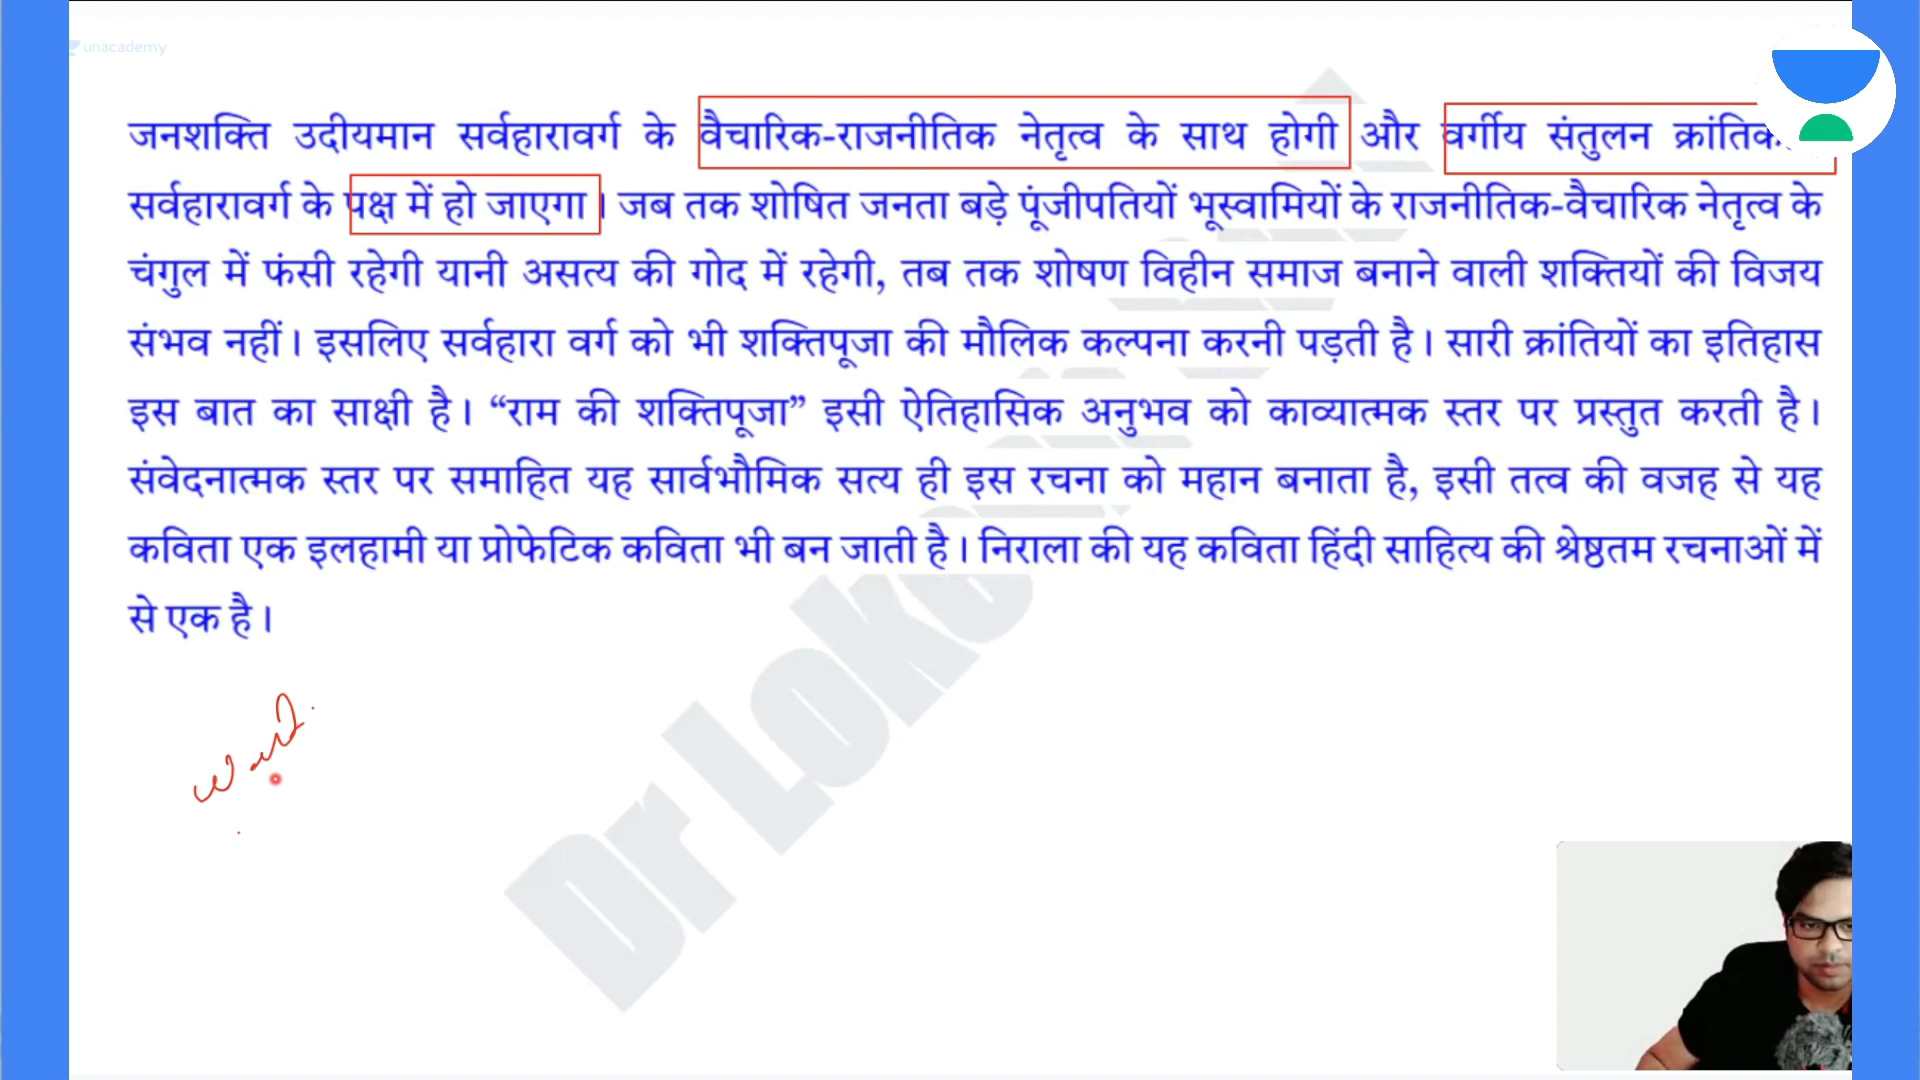 unacademy
जनशक्ति उदीयमान सर्वहारावर्ग के वैचारिक-राजनीतिक नेतृत्व के साथ होगी और वर्गीय संतुलन
सर्वहारावर्ग के पक्ष में हो जाएगा। जब तक शोषित जनता बड़े पूंजीपतियों भूस्वामियों के राजनीतिक-वैचारिक नेतृत्व के
चंगुल में फंसी रहेगी यानी असत्य की गोद में रहेगी, तब तक शोषण विहीन समाज बनाने वाली शक्तियों की विजय
संभव नहीं। इसलिए सर्वहारा वर्ग को भी शक्तिपूजा की मौलिक कल्पना करनी पड़ती है। सारी क्रांतियों का इतिहास
इस बात का साक्षी है। “राम की शक्तिपूजा” इसी ऐतिहासिक अनुभव को काव्यात्मक स्तर पर प्रस्तुत करती है।
संवेदनात्मक स्तर पर समाहित यह सार्वभौमिक सत्य ही इस रचना को महान बनाता है, इसी तत्व की वजह से यह
कविता एक इलहामी या प्रोफेटिक कविता भी बन जाती है। निराला की यह कविता हिंदी साहित्य की श्रेष्ठतम रचनाओं में
से एक है।
Dr